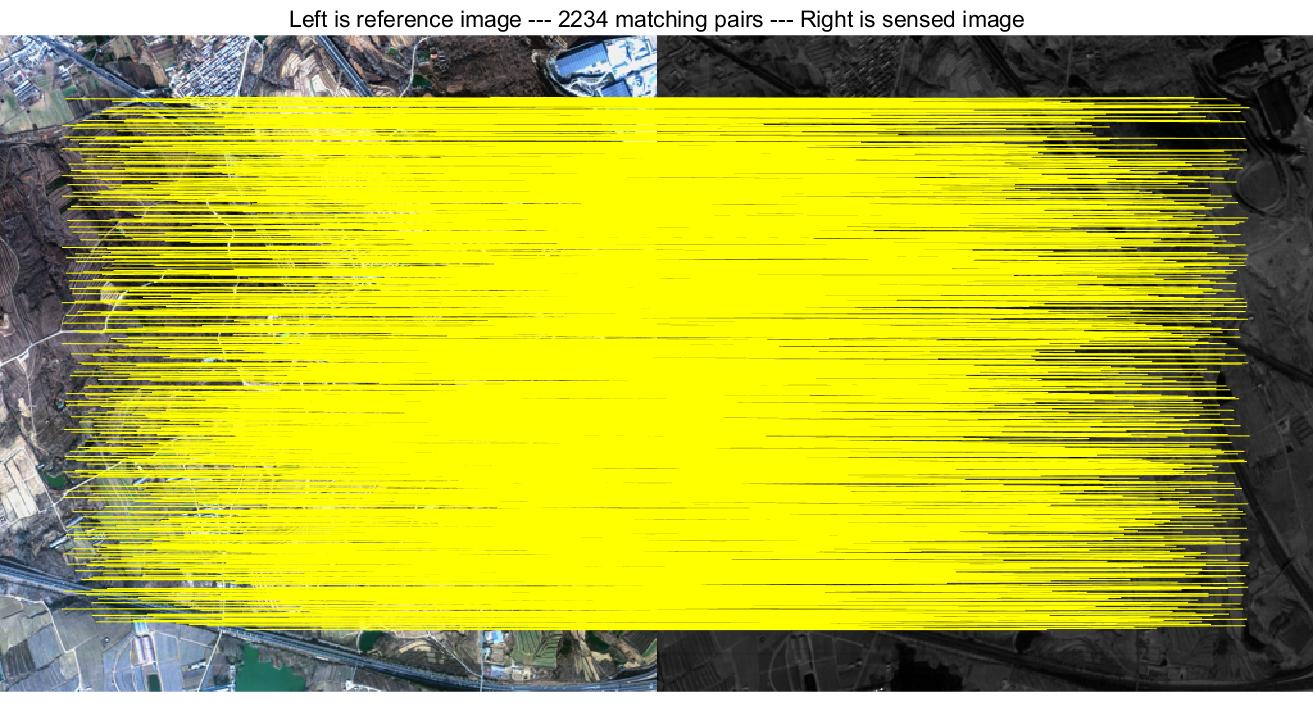 Left is reference image --- 2234 matching pairs --- Right is sensed image